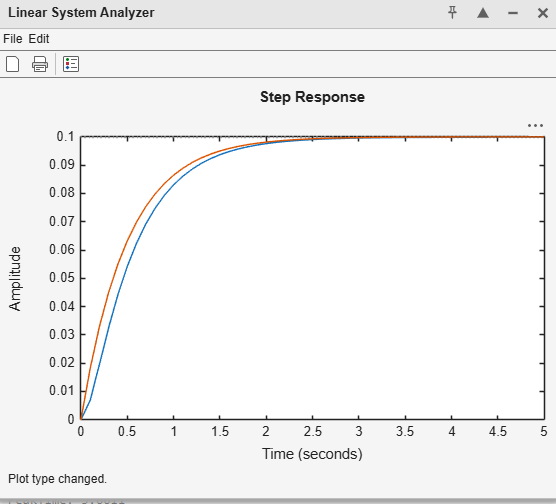 Linear System Analyzer
File Edit
Step Response
0.1
0.09
0.08
0.07
0.06
0.05
0.04
0.03
0.02
0.01
0
Amplitude
0 0.5 1 1.5 2 2.5 3 3.5 4 4.5 5
Time (seconds)
Plot type changed.